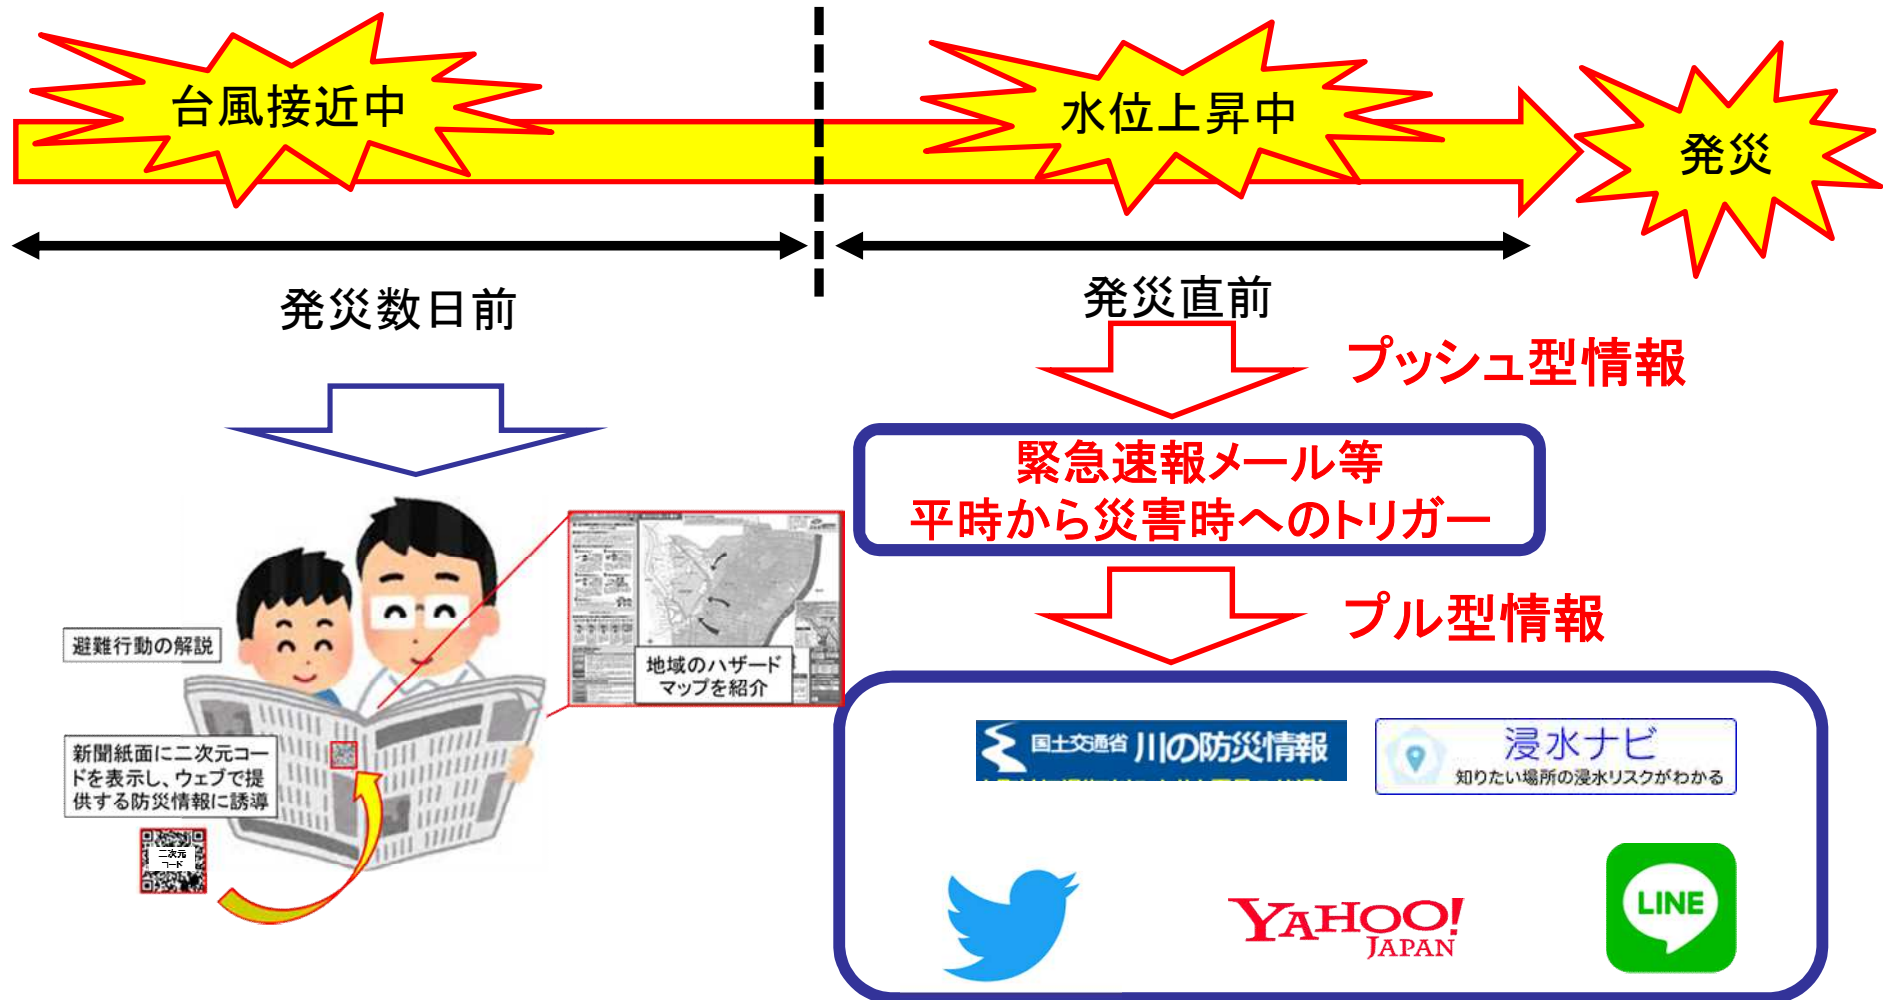 台風接近中
水位上昇中
発災
発災数日前
発災直前
プッシュ型情報
緊急速報メール等
平時から災害時へのトリガー
プル型情報
避難行動の解説
地域のハザード
マップを紹介
新聞紙面に二次元コー
ドを表示し、ウェブで提
供する防災情報に誘導
二次元
コード
国土交通省 川の防災情報
浸水ナビ
知りたい場所の浸水リスクがわかる
YAHOO!
JAPAN
LINE